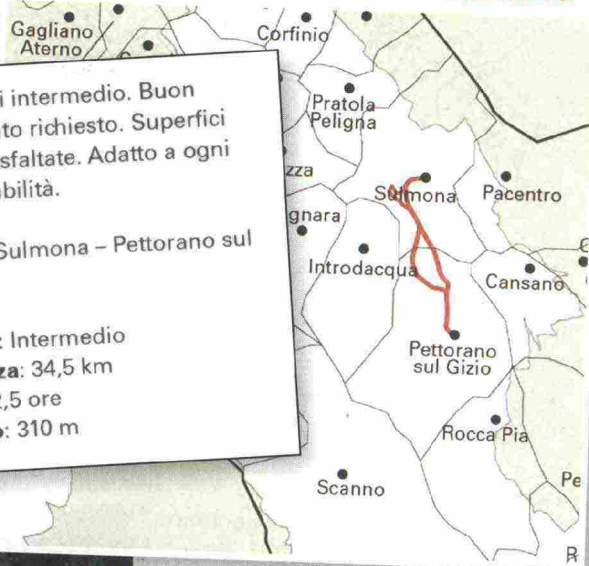 Gagliano
Aterno
Corfinio
Pratola
Peligna
Sulmona
Pacentro
Introdacqua
Cansano
Pettorano
sul Gizio
Rocca Pia
Scanno
zza
gnara
Pe
i intermedio. Buon
to richiesto. Superfici
sfaltate. Adatto a ogni
bilità.
Sulmona – Pettorano sul
: Intermedio
za: 34,5 km
2,5 ore
: 310 m